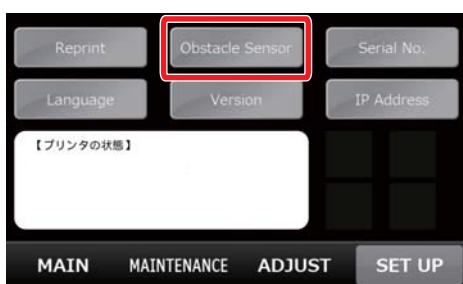 Reprint Obstacle Sensor Serial No.
Language Version IP Address
【プリンタの状態】
MAIN MAINTENANCE ADJUST SET UP